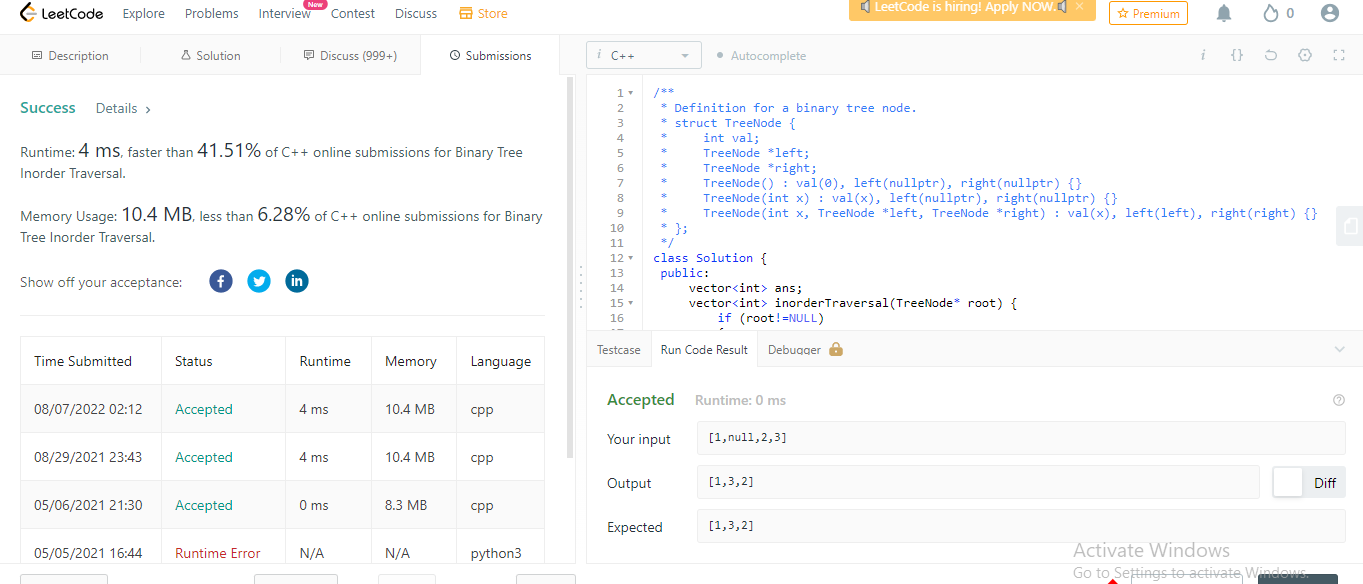 LeetCode Explore Problems Interview New Contest Discuss Store LeetCode is hiring! Apply NOW. × Premium 0
Description Solution Discuss (999+) Submissions
Success Details ›
Runtime: 4 ms, faster than 41.51% of C++ online submissions for Binary Tree
Inorder Traversal.
Memory Usage: 10.4 MB, less than 6.28% of C++ online submissions for Binary
Tree Inorder Traversal.
Show off your acceptance:
Time Submitted Status Runtime Memory Language
08/07/2022 02:12 Accepted 4 ms 10.4 MB cpp
08/29/2021 23:43 Accepted 4 ms 10.4 MB cpp
05/06/2021 21:30 Accepted 0 ms 8.3 MB cpp
05/05/2021 16:44 Runtime Error N/A N/A python3
i C++ Autocomplete i {}
1 /**
2 * Definition for a binary tree node.
3 * struct TreeNode {
4 * int val;
5 * TreeNode *left;
6 * TreeNode *right;
7 * TreeNode() : val(0), left(nullptr), right(nullptr) {}
8 * TreeNode(int x) : val(x), left(nullptr), right(nullptr) {}
9 * TreeNode(int x, TreeNode *left, TreeNode *right) : val(x), left(left), right(right) {}
10 * };
11 */
12 class Solution {
13 public:
14 vector<int> ans;
15 vector<int> inorderTraversal(TreeNode* root) {
16 if (root!=NULL)
Testcase Run Code Result Debugger
Accepted Runtime: 0 ms
Your input [1,null,2,3]
Output [1,3,2] Diff
Expected [1,3,2]
Activate Windows
Go to Settings to activate Windows.